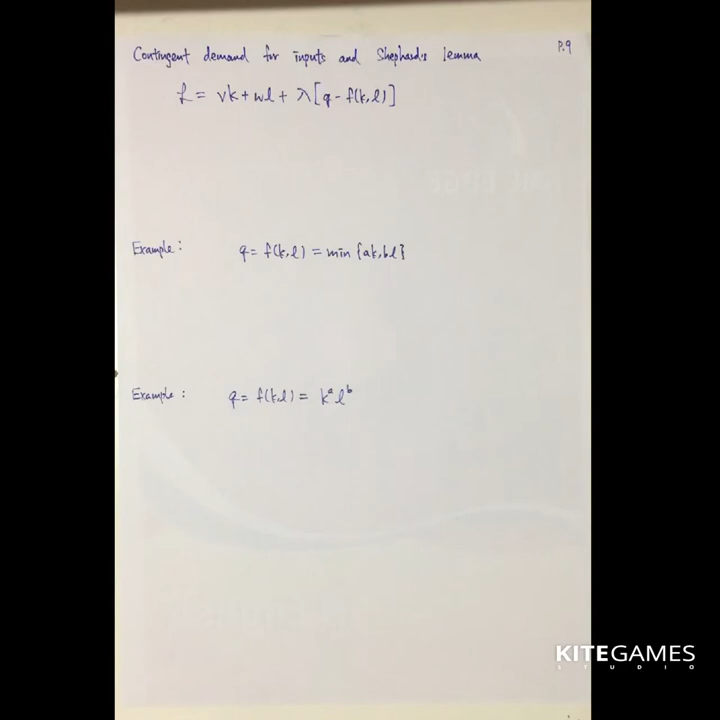 Contingent demand for inputs and Shephard's lemma
P.9
ℒ = vk + wl + λ[q - f(k,l)]
Example: q = f(k,l) = min {ak, bl}
Example: q = f(k,l) = k^a l^b
KITEGAMES
STUDIO